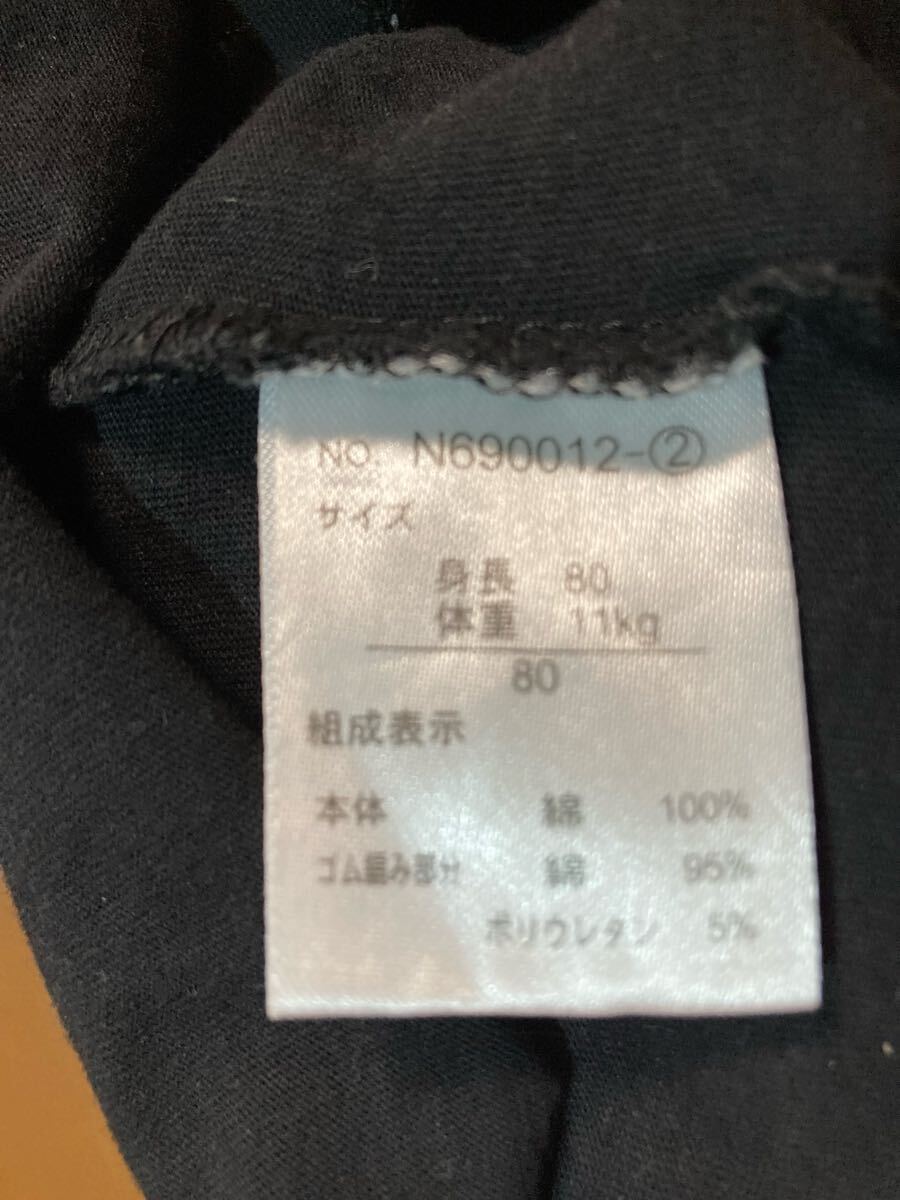 NO. N690012-②
サイズ
身長 80
体重 11kg
80
組成表示
本体 綿 100%
ゴム編み部分 綿 95%
ポリウレタン 5%